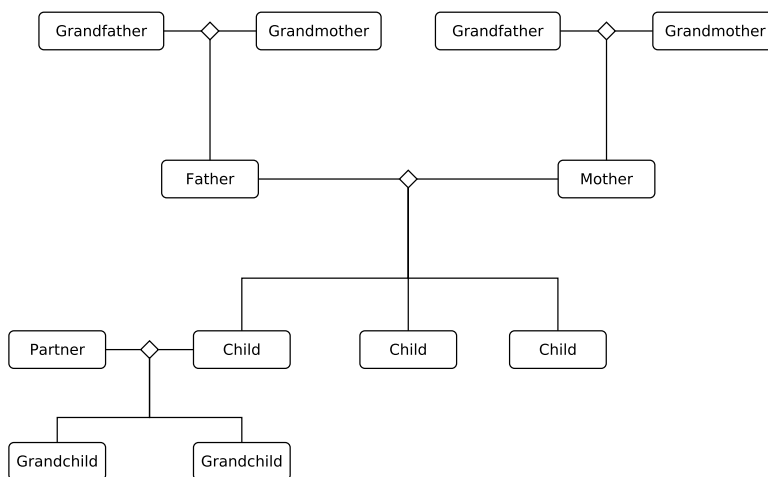 Grandfather
Grandmother
Grandfather
Grandmother
Father
Mother
Partner
Child
Child
Child
Grandchild
Grandchild